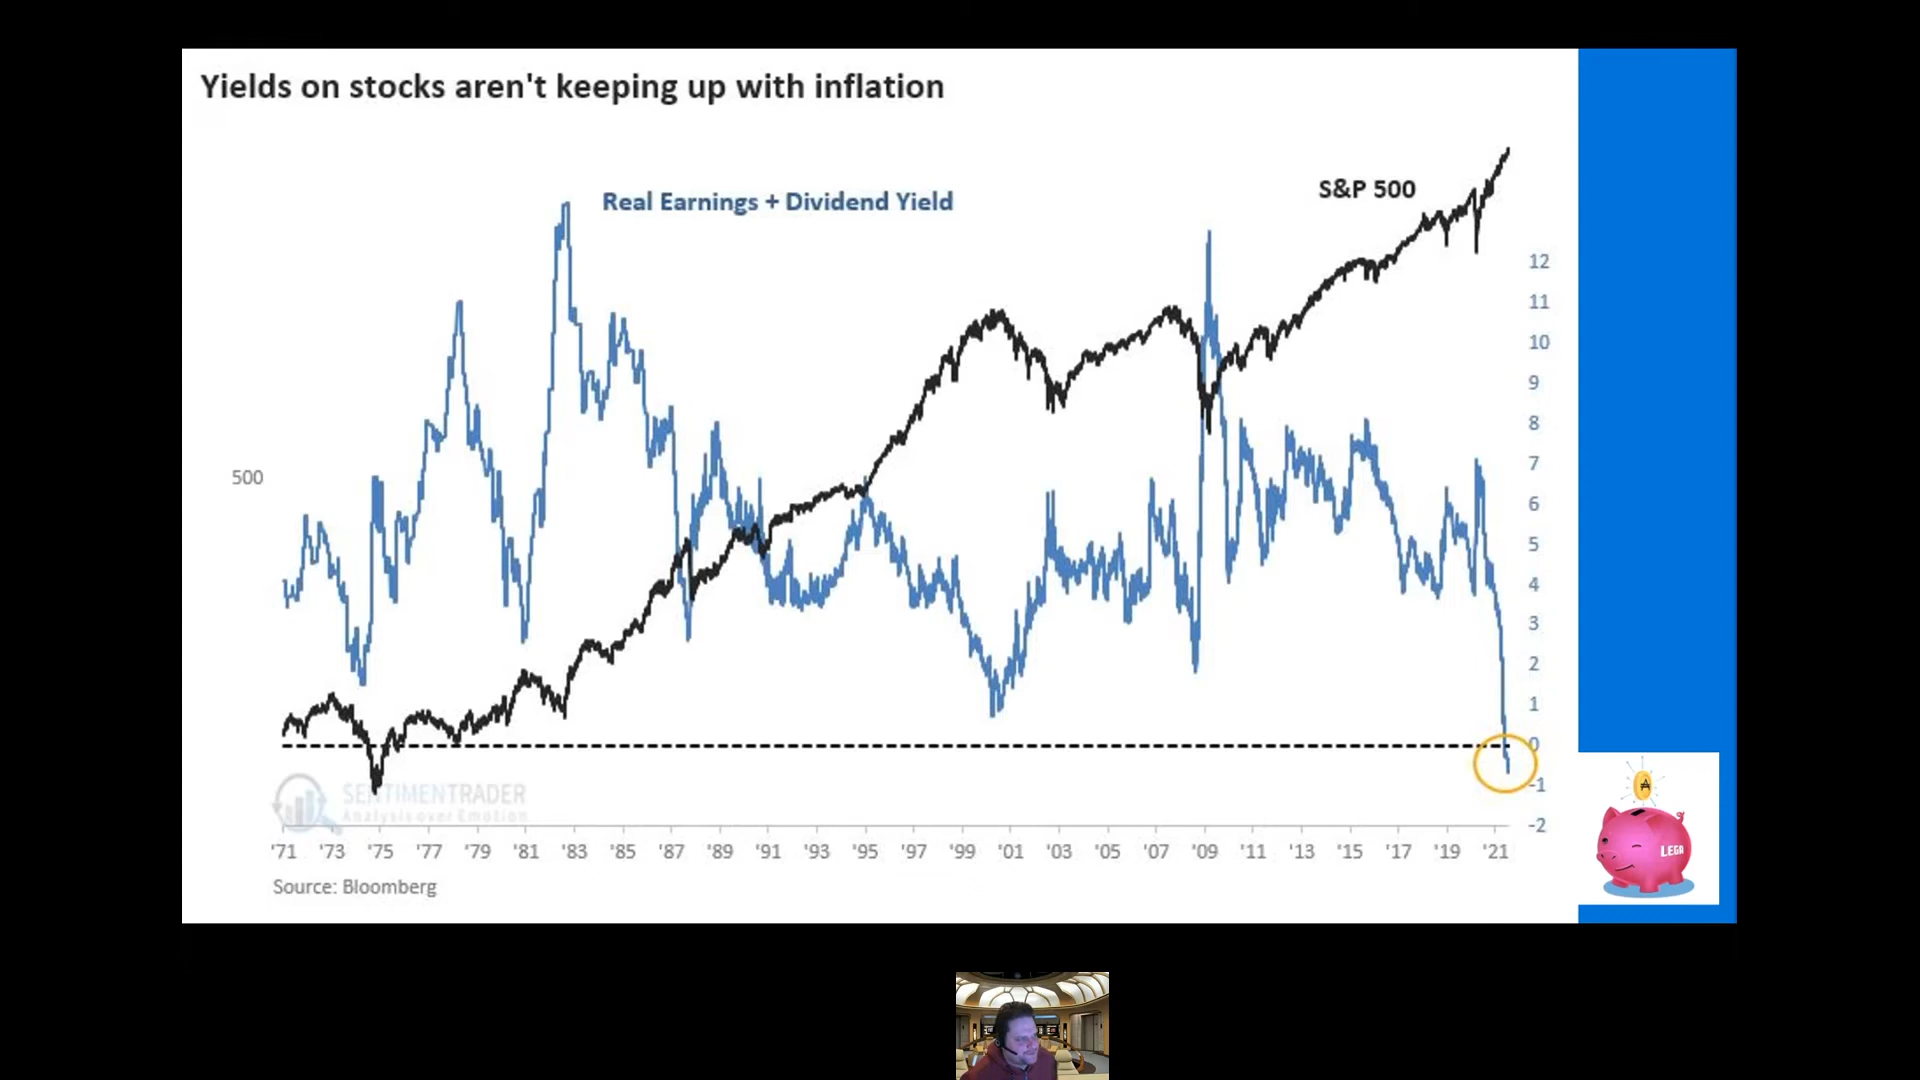 Yields on stocks aren't keeping up with inflation
Real Earnings + Dividend Yield
S&P 500
12
11
10
9
8
500
7
6
5
4
3
2
1
0
-1
-2
SENTIMENTRADER
Analysis over Emotion
'71 '73 '75 '77 '79 '81 '83 '85 '87 '89 '91 '93 '95 '97 '99 '01 '03 '05 '07 '09 '11 '13 '15 '17 '19 '21
Source: Bloomberg
LEGA